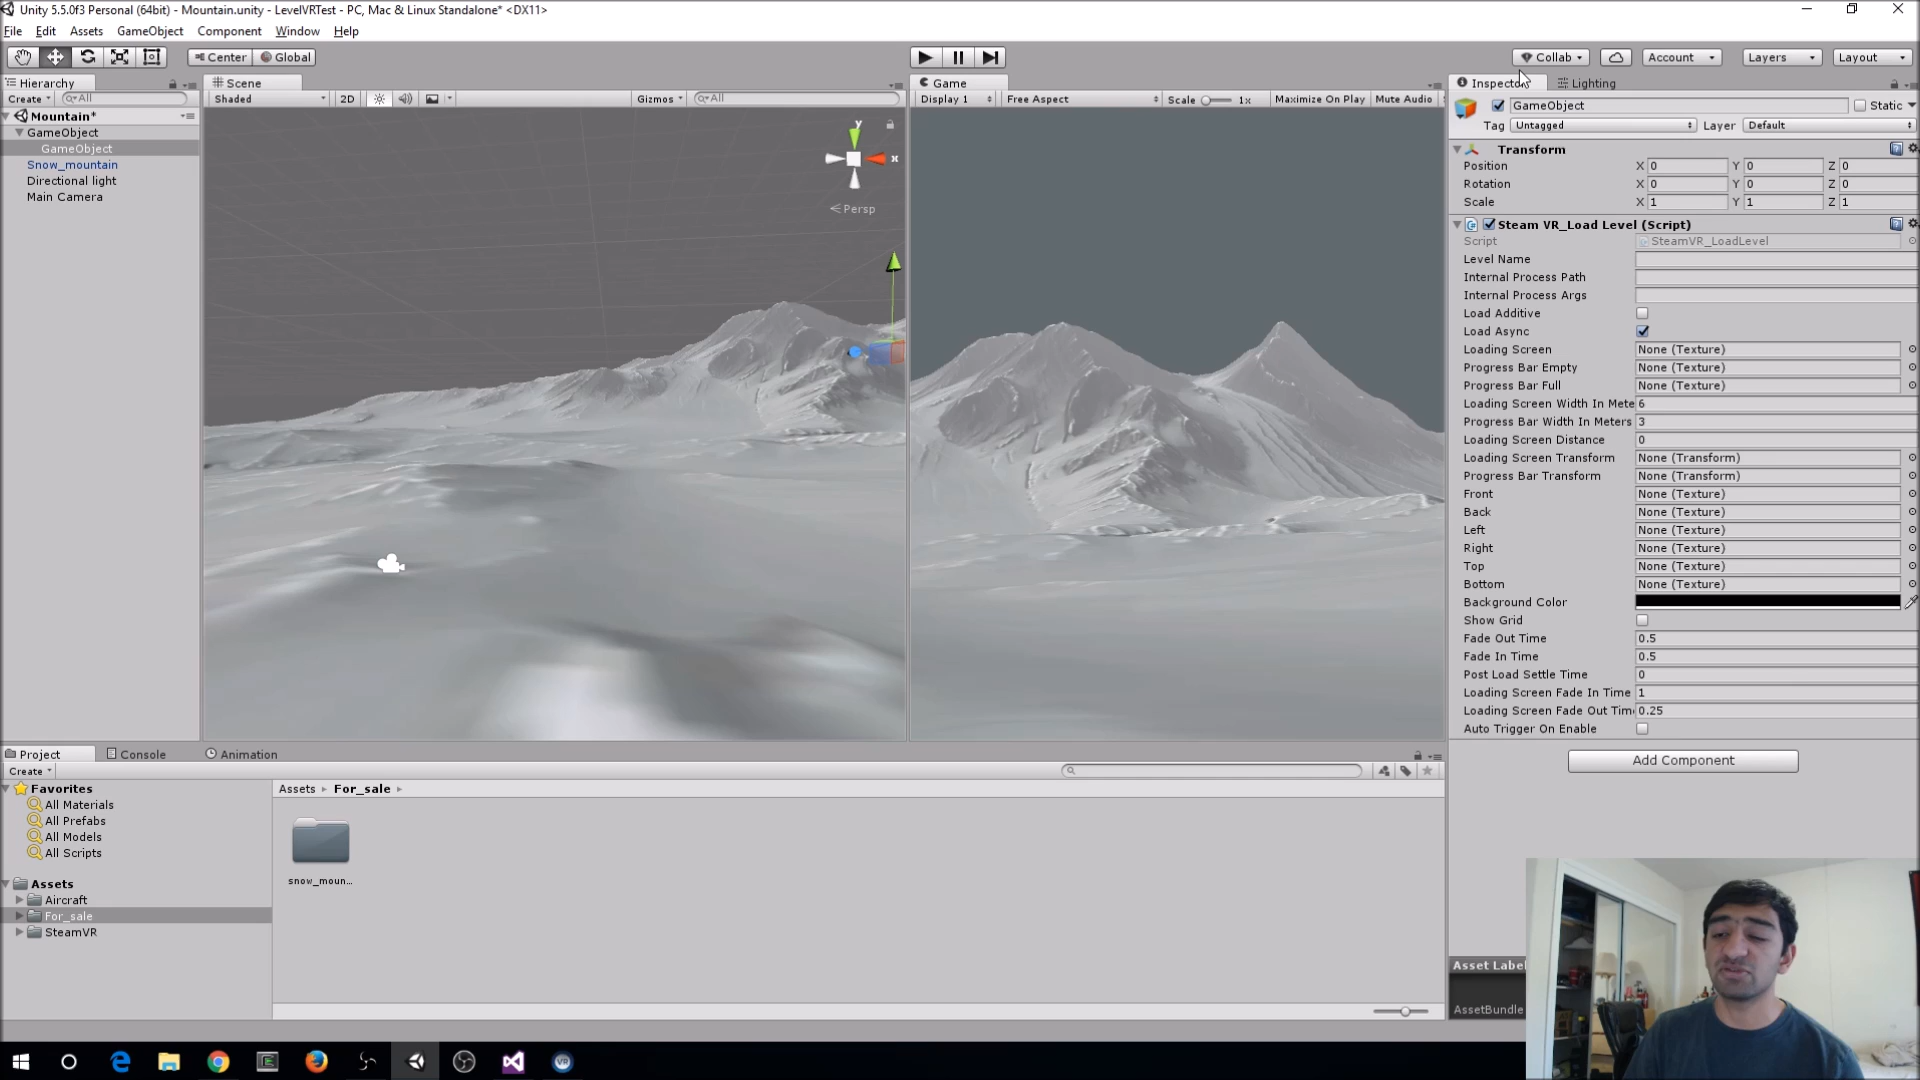 Unity 5.5.0f3 Personal (64bit) - Mountain.unity - LevelVRTest - PC, Mac & Linux Standalone* <DX11>
File Edit Assets GameObject Component Window Help
Center Global
Collab Account Layers Layout
Hierarchy
Create All
Mountain*
GameObject
GameObject
Snow_mountain
Directional light
Main Camera
Scene
Shaded 2D Gizmos All
y
x
Persp
Game
Display 1 Free Aspect Scale 1x Maximize On Play Mute Audio
Inspector Lighting
GameObject Static
Tag Untagged Layer Default
Transform
Position X 0 Y 0 Z 0
Rotation X 0 Y 0 Z 0
Scale X 1 Y 1 Z 1
Steam VR_Load Level (Script)
Script SteamVR_LoadLevel
Level Name
Internal Process Path
Internal Process Args
Load Additive
Load Async
Loading Screen None (Texture)
Progress Bar Empty None (Texture)
Progress Bar Full None (Texture)
Loading Screen Width In Mete 6
Progress Bar Width In Meters 3
Loading Screen Distance 0
Loading Screen Transform None (Transform)
Progress Bar Transform None (Transform)
Front None (Texture)
Back None (Texture)
Left None (Texture)
Right None (Texture)
Top None (Texture)
Bottom None (Texture)
Background Color
Show Grid
Fade Out Time 0.5
Fade In Time 0.5
Post Load Settle Time 0
Loading Screen Fade In Time 1
Loading Screen Fade Out Tim 0.25
Auto Trigger On Enable
Add Component
Asset Label
AssetBundle
Project Console Animation
Create
Favorites
All Materials
All Prefabs
All Models
All Scripts
Assets
Aircraft
For_sale
SteamVR
Assets For_sale
snow_moun...
VR